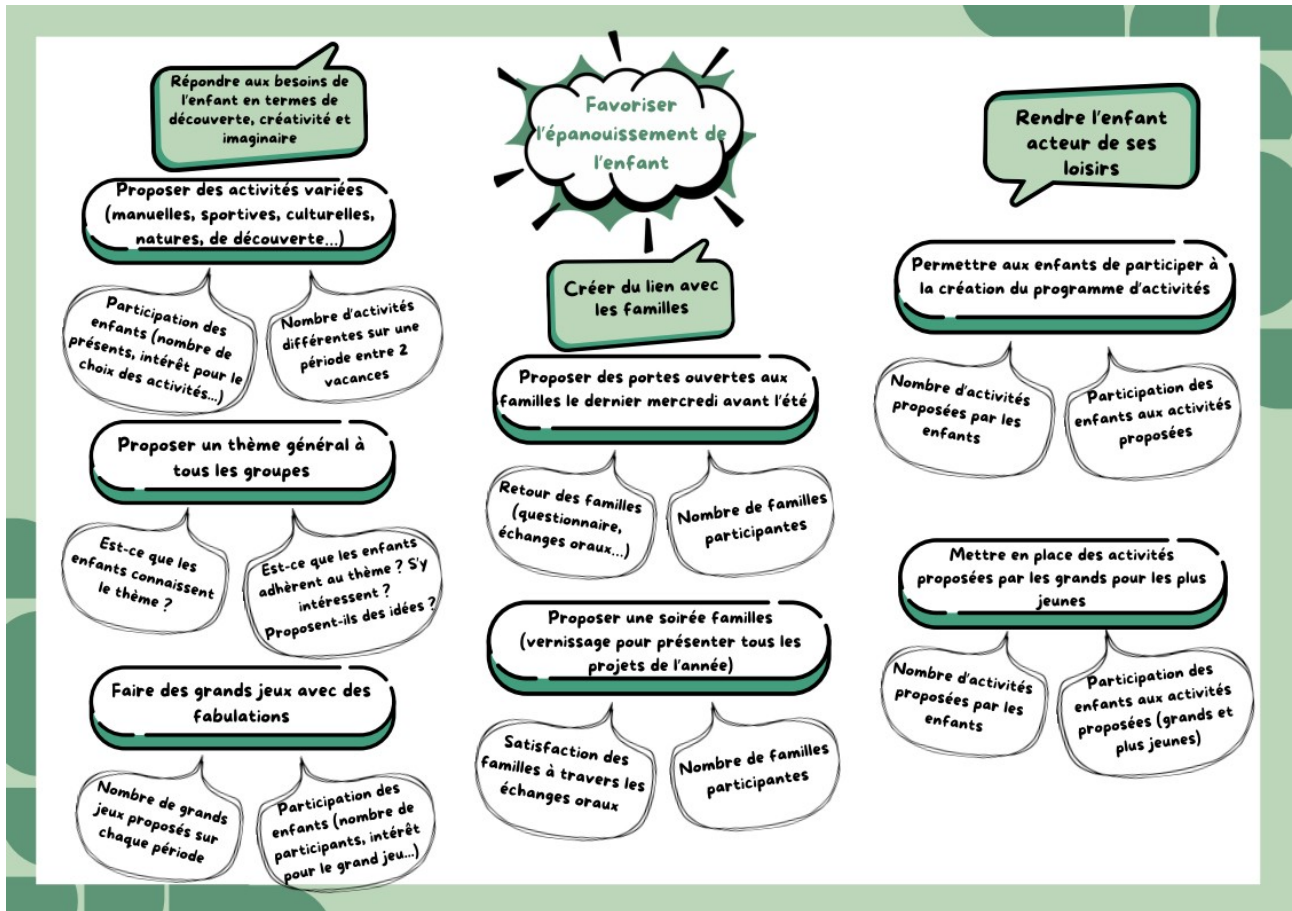 Répondre aux besoins de
l'enfant en termes de
découverte, créativité et
imaginaire
Proposer des activités variées
(manuelles, sportives, culturelles,
natures, de découverte...)
Participation des
enfants (nombre de
présents, intérêt pour le
choix des activités...)
Nombre d'activités
différentes sur une
période entre 2
vacances
Proposer un thème général à
tous les groupes
Est-ce que les
enfants connaissent
le thème ?
Est-ce que les enfants
adhèrent au thème ? S'y
intéressent ?
Proposent-ils des idées ?
Faire des grands jeux avec des
fabulations
Nombre de grands
jeux proposés sur
chaque période
Participation des
enfants (nombre de
participants, intérêt
pour le grand jeu...)
Favoriser
l'épanouissement de
l'enfant
Créer du lien avec
les familles
Proposer des portes ouvertes aux
familles le dernier mercredi avant l'été
Retour des familles
(questionnaire,
échanges oraux...)
Nombre de familles
participantes
Proposer une soirée familles
(vernissage pour présenter tous les
projets de l'année)
Satisfaction des
familles à travers les
échanges oraux
Nombre de familles
participantes
Rendre l'enfant
acteur de ses
loisirs
Permettre aux enfants de participer à
la création du programme d'activités
Nombre d'activités
proposées par les
enfants
Participation des
enfants aux activités
proposées
Mettre en place des activités
proposées par les grands pour les plus
jeunes
Nombre d'activités
proposées par les
enfants
Participation des
enfants aux activités
proposées (grands et
plus jeunes)